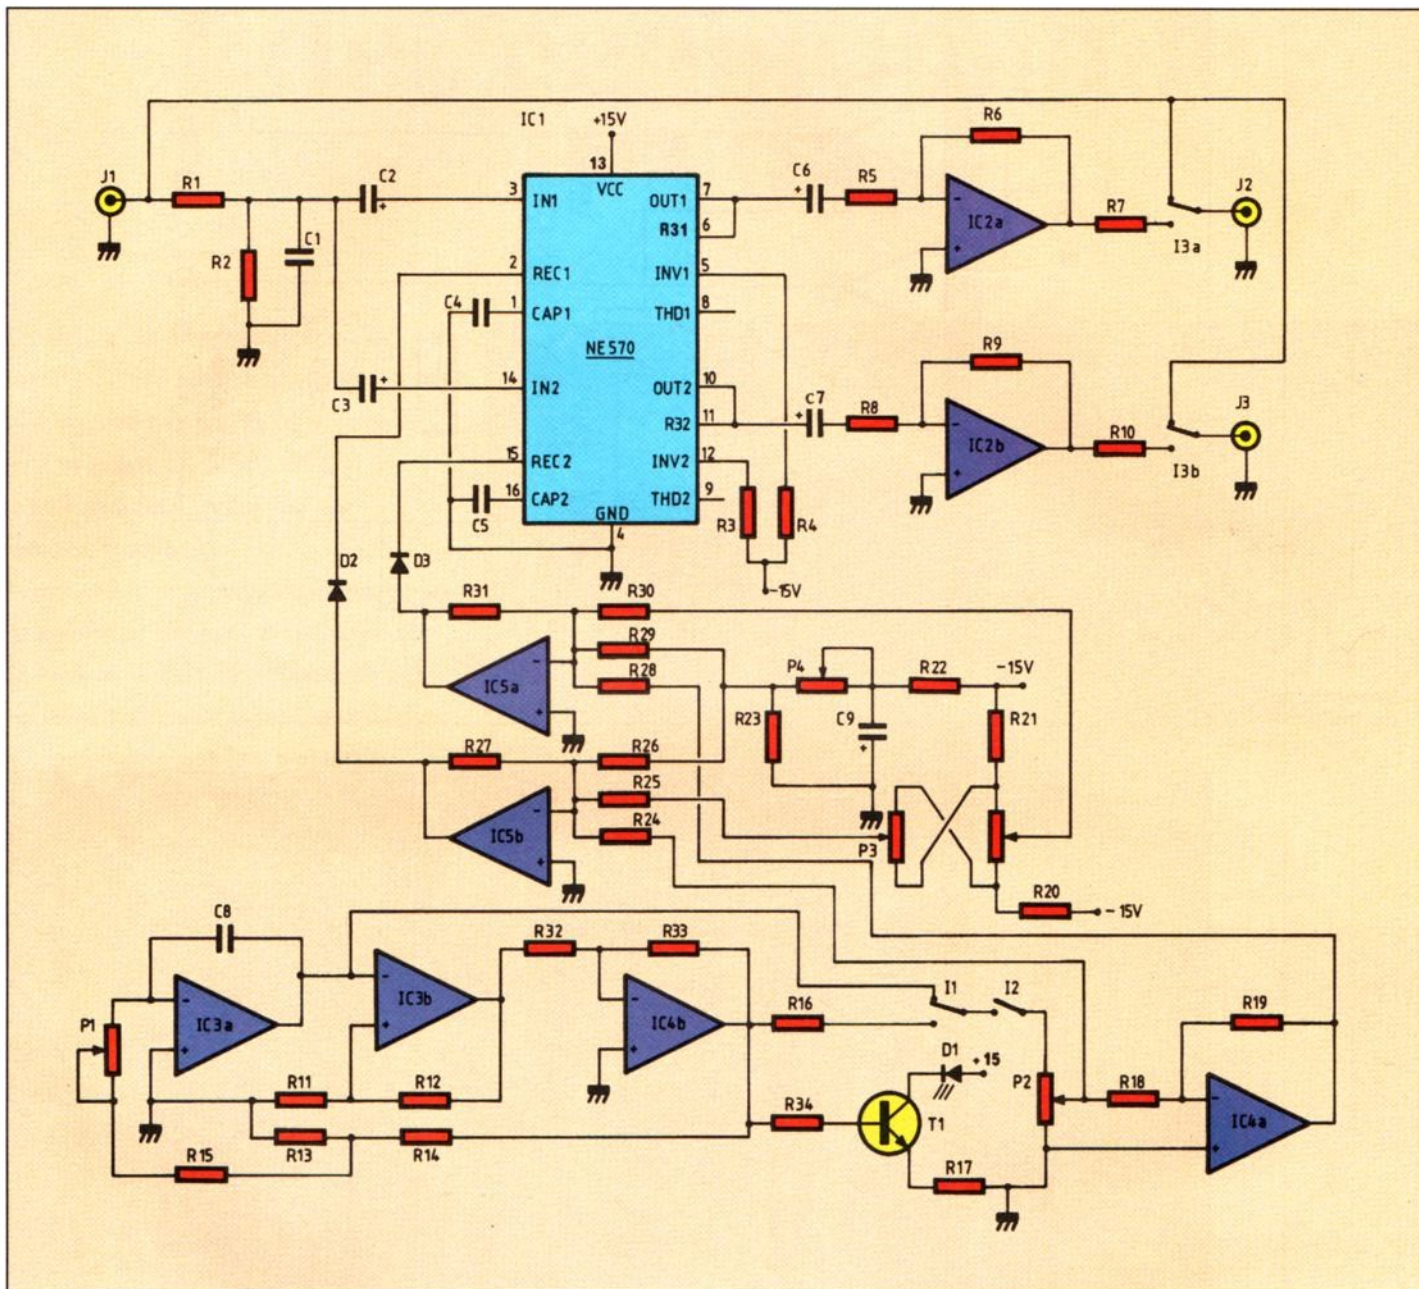 IC1 +15V
R6
J1
R1
C2
C6
R5
J2
R7
I3a
IC2a
- +
R2
C1
13
VCC
3 IN1
OUT1 7
R31 6
2 REC1
INV1 5
C4
1 CAP1
THD1 8
NE570
C3
14 IN2
OUT2 10
R32 11
15 REC2
INV2 12
16 CAP2
THD2 9
C5
GND
4
+
+
+
+
C7
R8
R9
IC2b
- +
R10
I3b
J3
R3
R4
-15V
D2
D3
R31
R30
R29
R28
IC5a
- +
P4
R22
-15V
R23
C9
+
R21
R27
R26
R25
R24
IC5b
- +
P3
R20
-15V
C8
P1
IC3a
- +
IC3b
- +
R32
R33
IC4b
- +
R16
I1
I2
R19
R11
R12
R13
R14
R15
D1
+15
R34
T1
R17
P2
R18
IC4a
- +